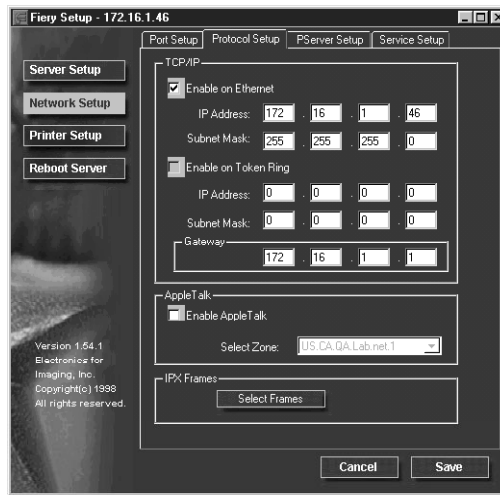 Fiery Setup - 172.16.1.46
Port Setup Protocol Setup PServer Setup Service Setup
Server Setup
Network Setup
Printer Setup
Reboot Server
TCP/IP
Enable on Ethernet
IP Address: 172 . 16 . 1 . 46
Subnet Mask: 255 . 255 . 255 . 0
Enable on Token Ring
IP Address: 0 . 0 . 0 . 0
Subnet Mask: 0 . 0 . 0 . 0
Gateway
172 . 16 . 1 . 1
AppleTalk
Enable AppleTalk
Select Zone: US.CA.QA.Lab.net.1
IPX Frames
Select Frames
Version 1.54.1
Electronics for
Imaging, Inc.
Copyright(c) 1998
All rights reserved.
Cancel Save